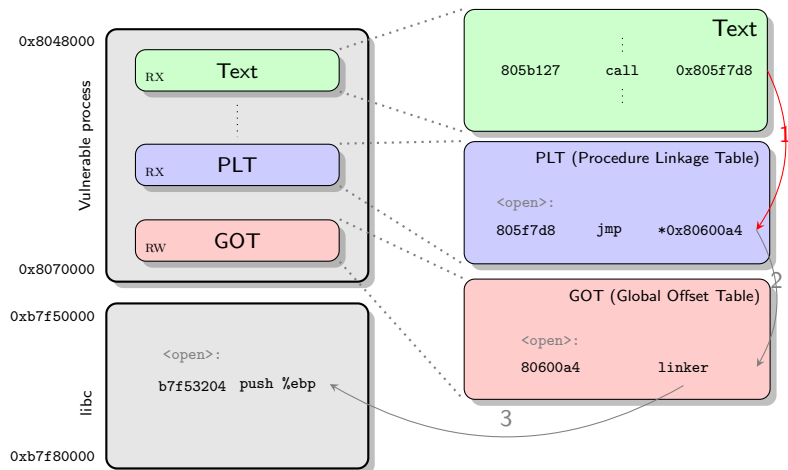 0x8048000
Vulnerable process
RX Text
RX PLT
RW GOT
0x8070000
0xb7f50000
libc
<open>:
b7f53204 push %ebp
0xb7f80000
Text
805b127 call 0x805f7d8
1
PLT (Procedure Linkage Table)
<open>:
805f7d8 jmp *0x80600a4
2
GOT (Global Offset Table)
<open>:
80600a4 linker
3